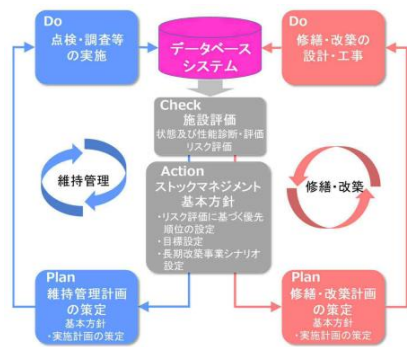 Do
点検・調査等
の実施
データベース
システム
Do
修繕・改築の
設計・工事
Check
施設評価
状態及び性能診断・評価
リスク評価
維持管理
Action
ストックマネジメント
基本方針
・リスク評価に基づく優先
順位の設定
・目標設定
・長期改築事業シナリオ
設定
修繕・改築
Plan
維持管理計画
の策定
基本方針
・実施計画の策定
Plan
修繕・改築計画
の策定
基本方針
・実施計画の策定